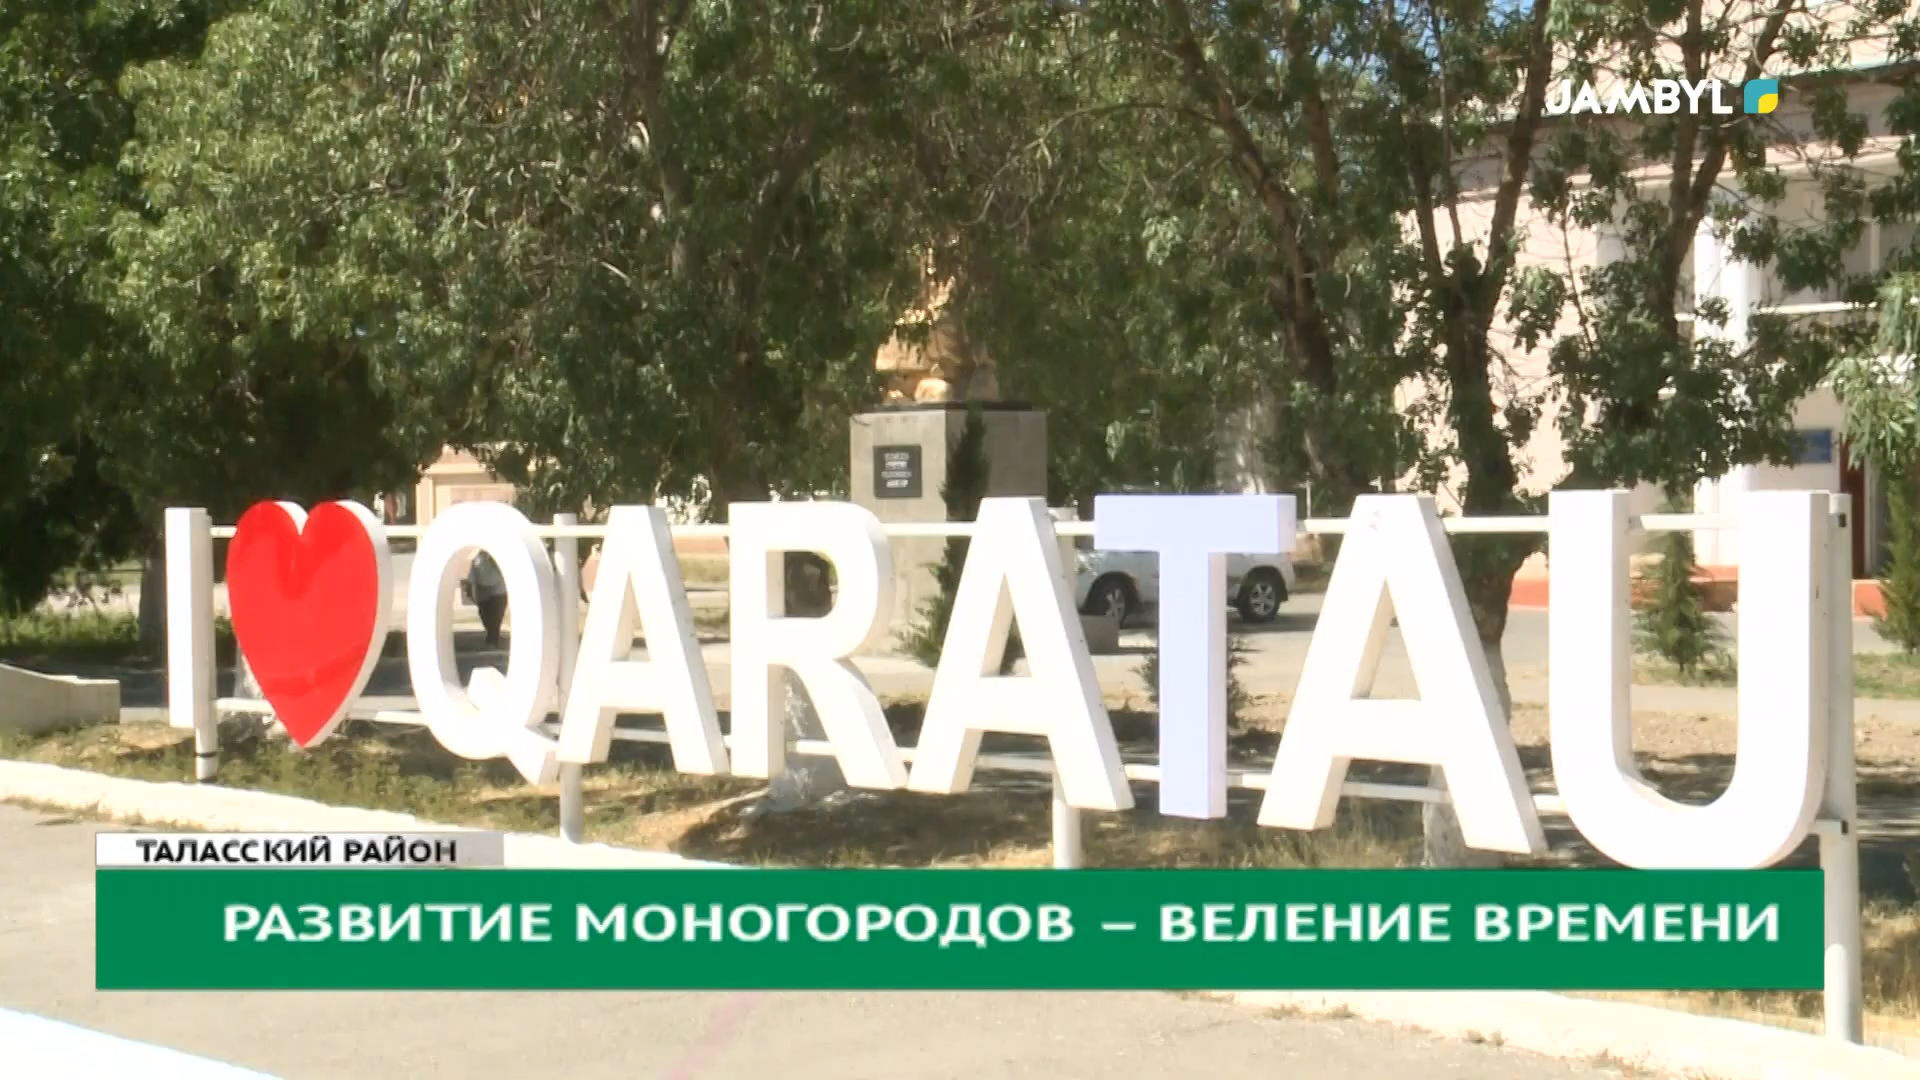 JAMBYL
I ❤ QARATAU
ТАЛАССКИЙ РАЙОН
РАЗВИТИЕ МОНОГОРОДОВ – ВЕЛЕНИЕ ВРЕМЕНИ